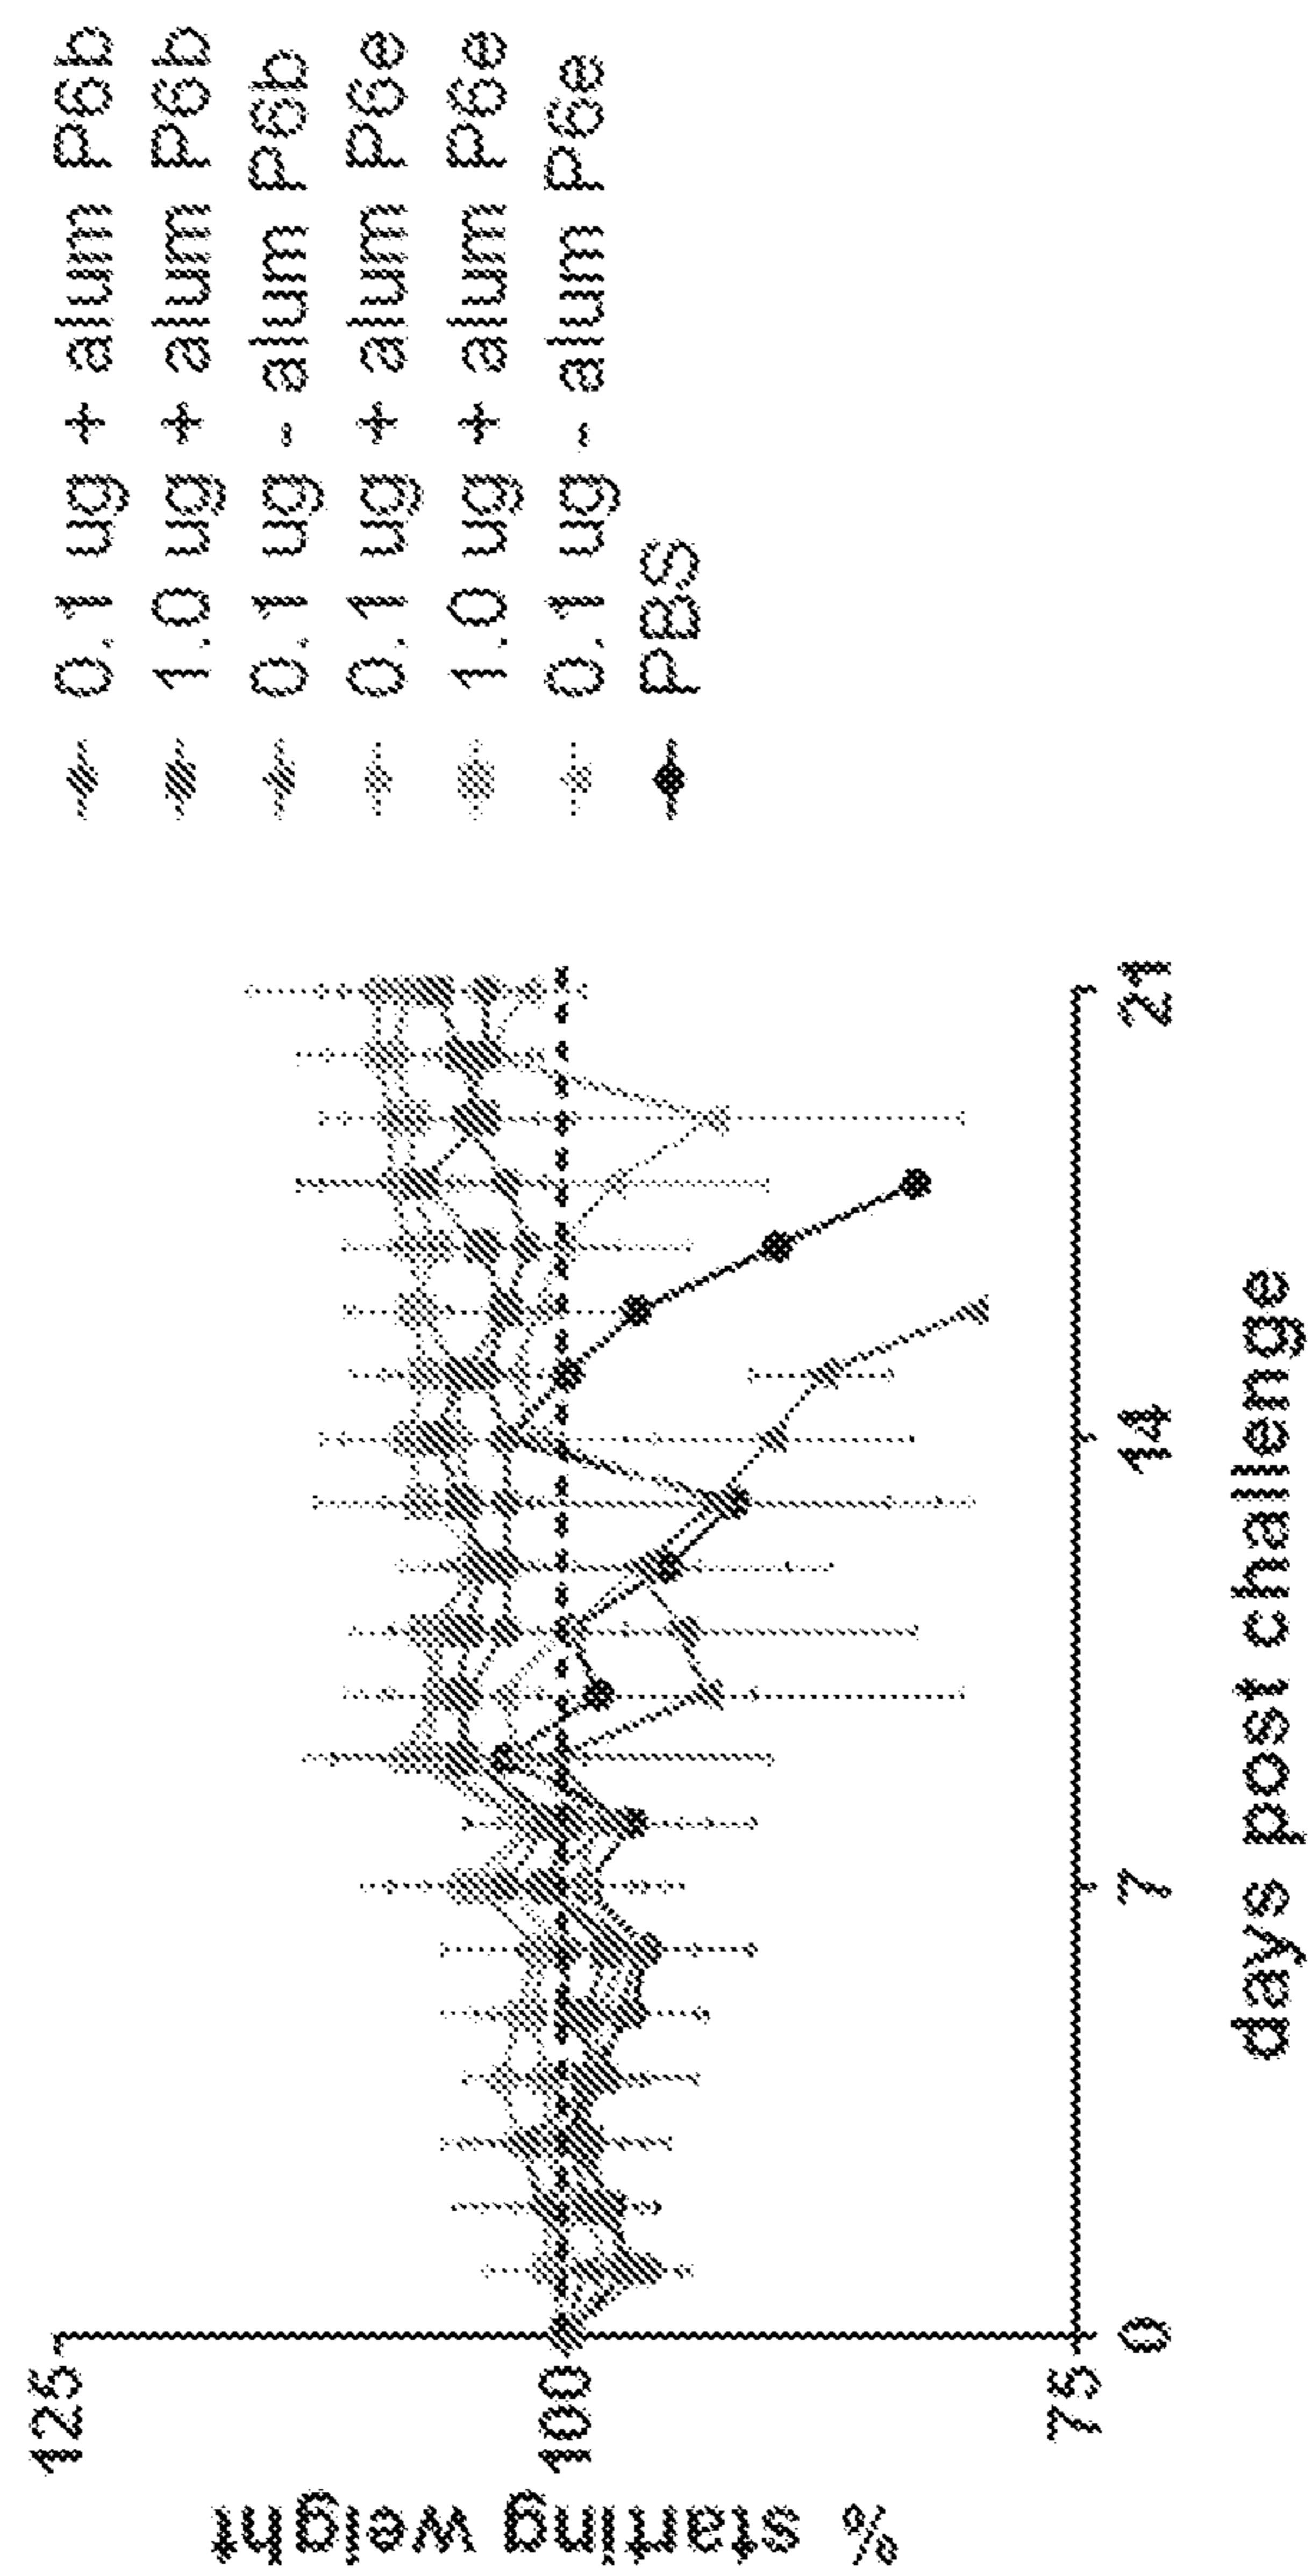 % starting weight
125
100
75
0
7
14
21
days post challenge
0.1 ug + alum P6b
1.0 ug + alum P6b
0.1 ug - alum P6b
0.1 ug + alum P6e
1.0 ug + alum P6e
0.1 ug - alum P6e
PBS